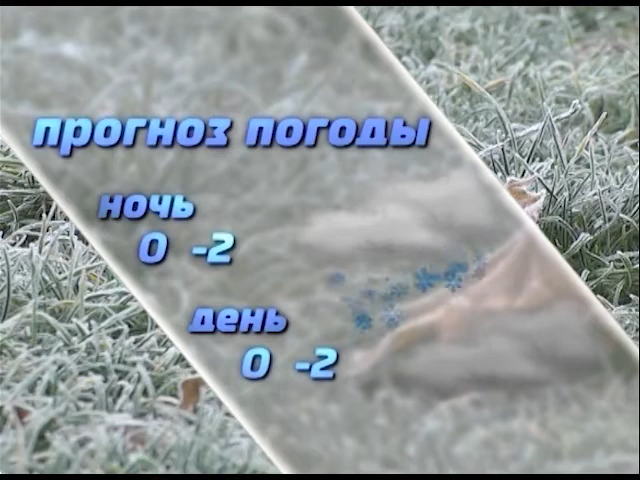 прогноз погоды
ночь
0 -2
день
0 -2